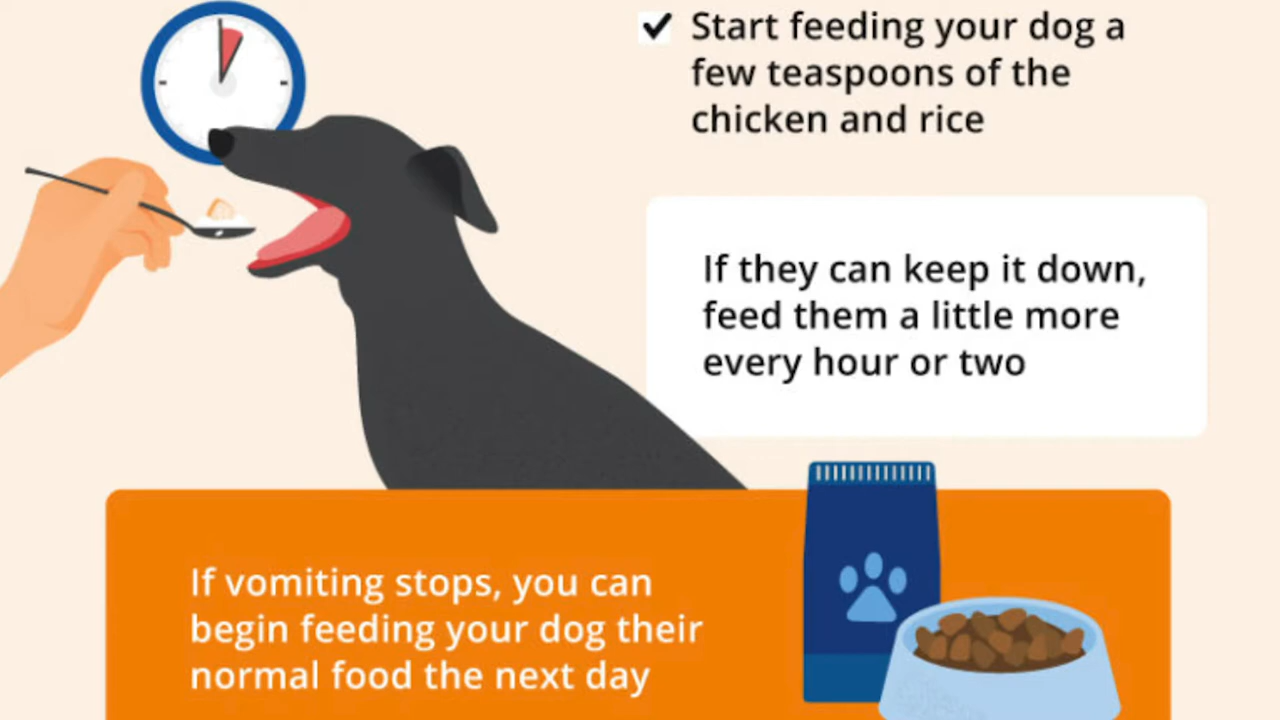 Start feeding your dog a
few teaspoons of the
chicken and rice
If they can keep it down,
feed them a little more
every hour or two
If vomiting stops, you can
begin feeding your dog their
normal food the next day